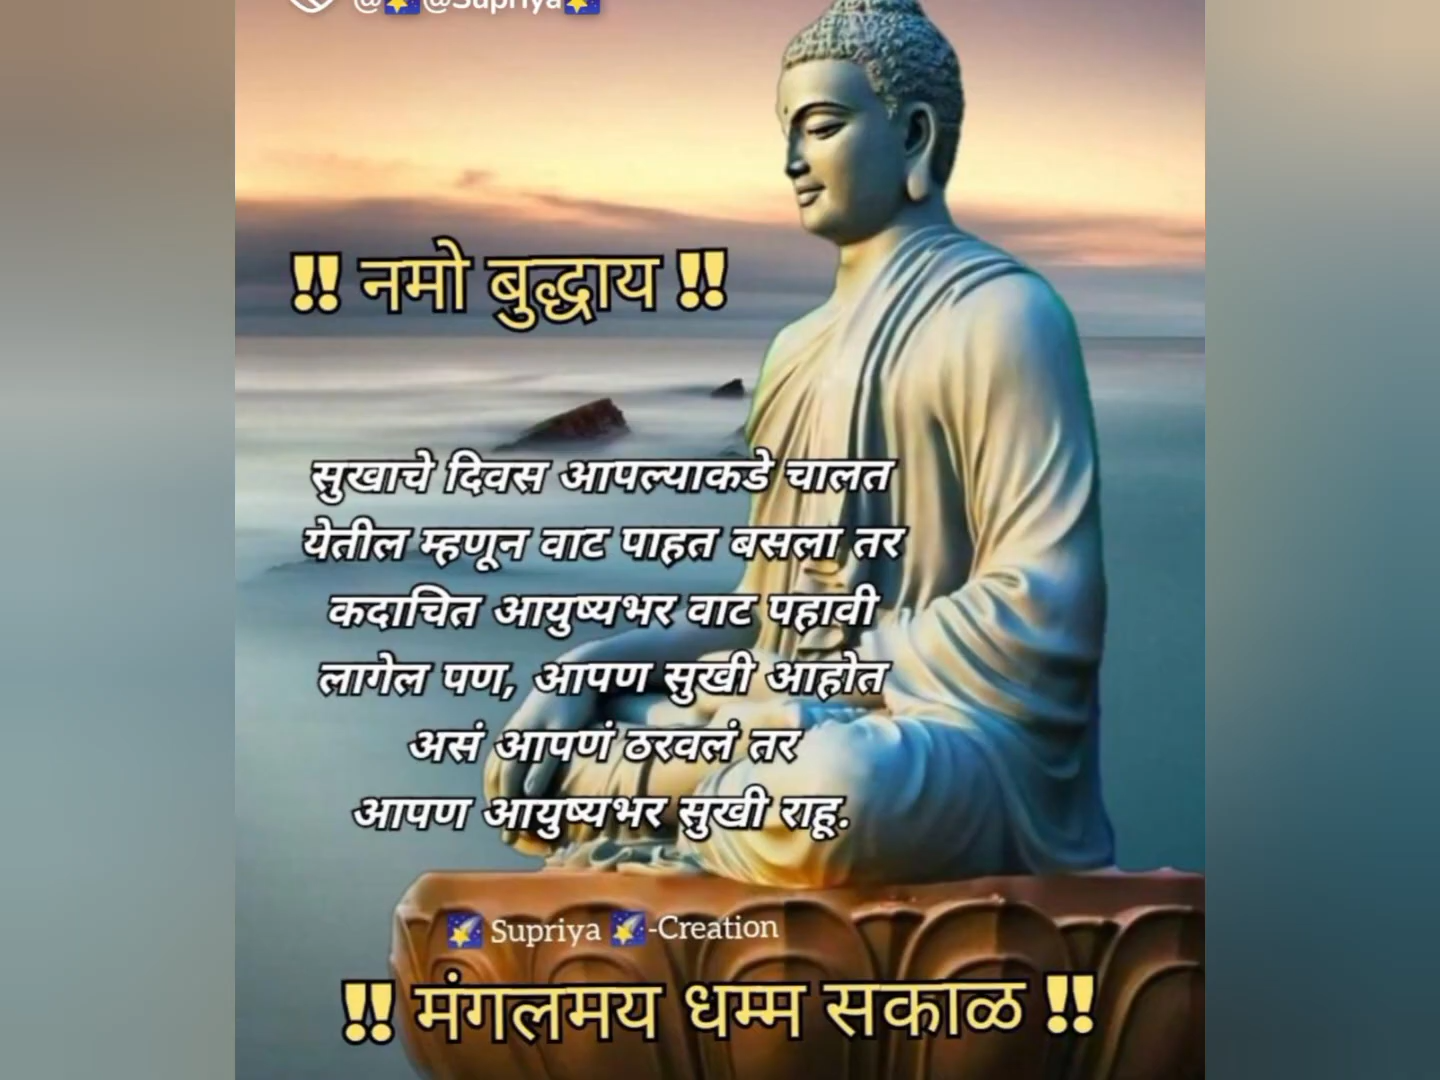 @🌠@Supriya🌠
‼️ नमो बुद्धाय ‼️
सुखाचे दिवस आपल्याकडे चालत
येतील म्हणून वाट पाहत बसला तर
कदाचित आयुष्यभर वाट पहावी
लागेल पण, आपण सुखी आहोत
असं आपणं ठरवलं तर
आपण आयुष्यभर सुखी राहू.
🌠 Supriya 🌠-Creation
‼️ मंगलमय धम्म सकाळ ‼️